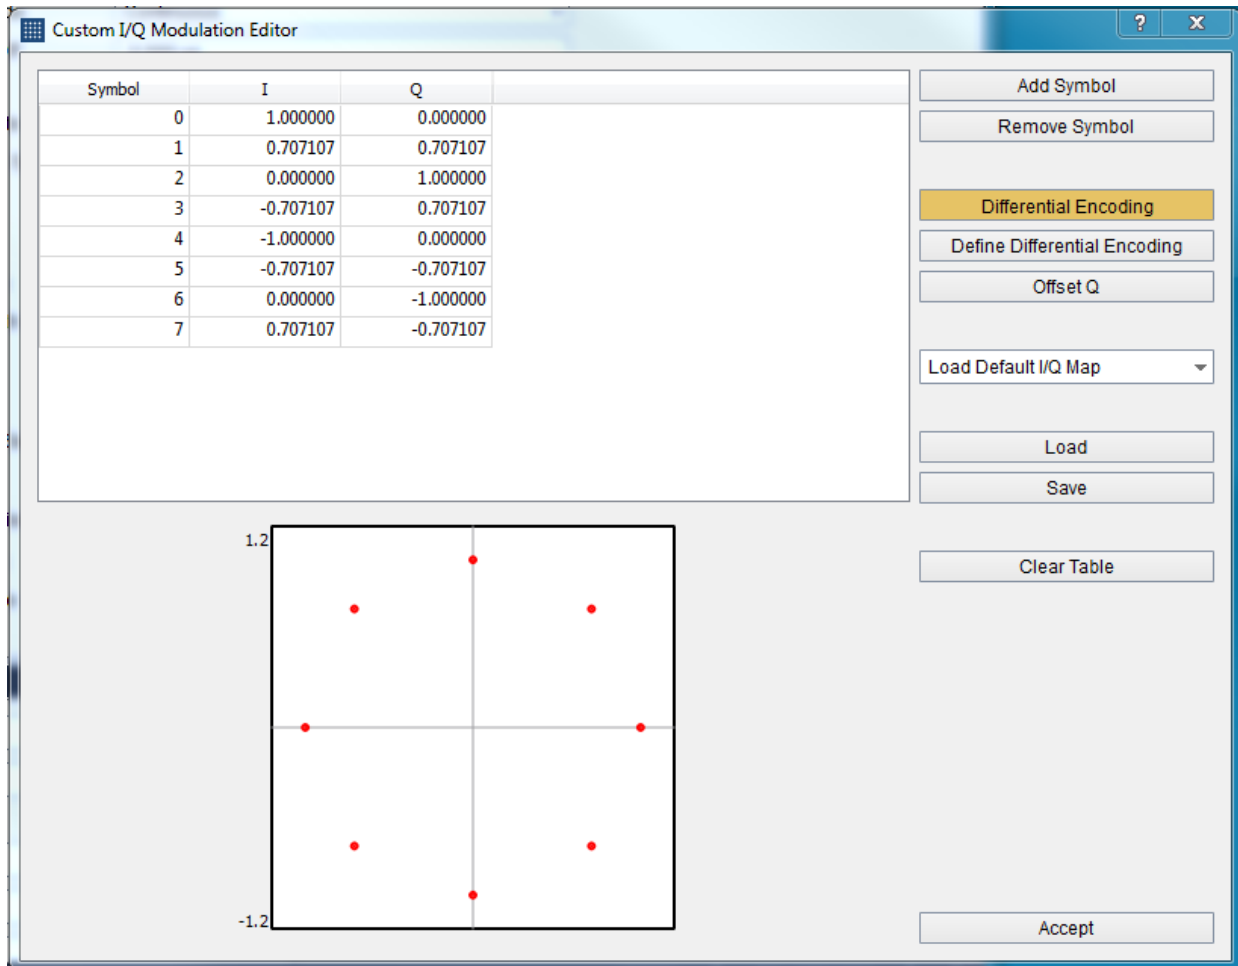 Custom I/Q Modulation Editor
?
Symbol I Q
0 1.000000 0.000000
1 0.707107 0.707107
2 0.000000 1.000000
3 -0.707107 0.707107
4 -1.000000 0.000000
5 -0.707107 -0.707107
6 0.000000 -1.000000
7 0.707107 -0.707107
Add Symbol
Remove Symbol
Differential Encoding
Define Differential Encoding
Offset Q
Load Default I/Q Map
Load
Save
Clear Table
1.2
-1.2
Accept